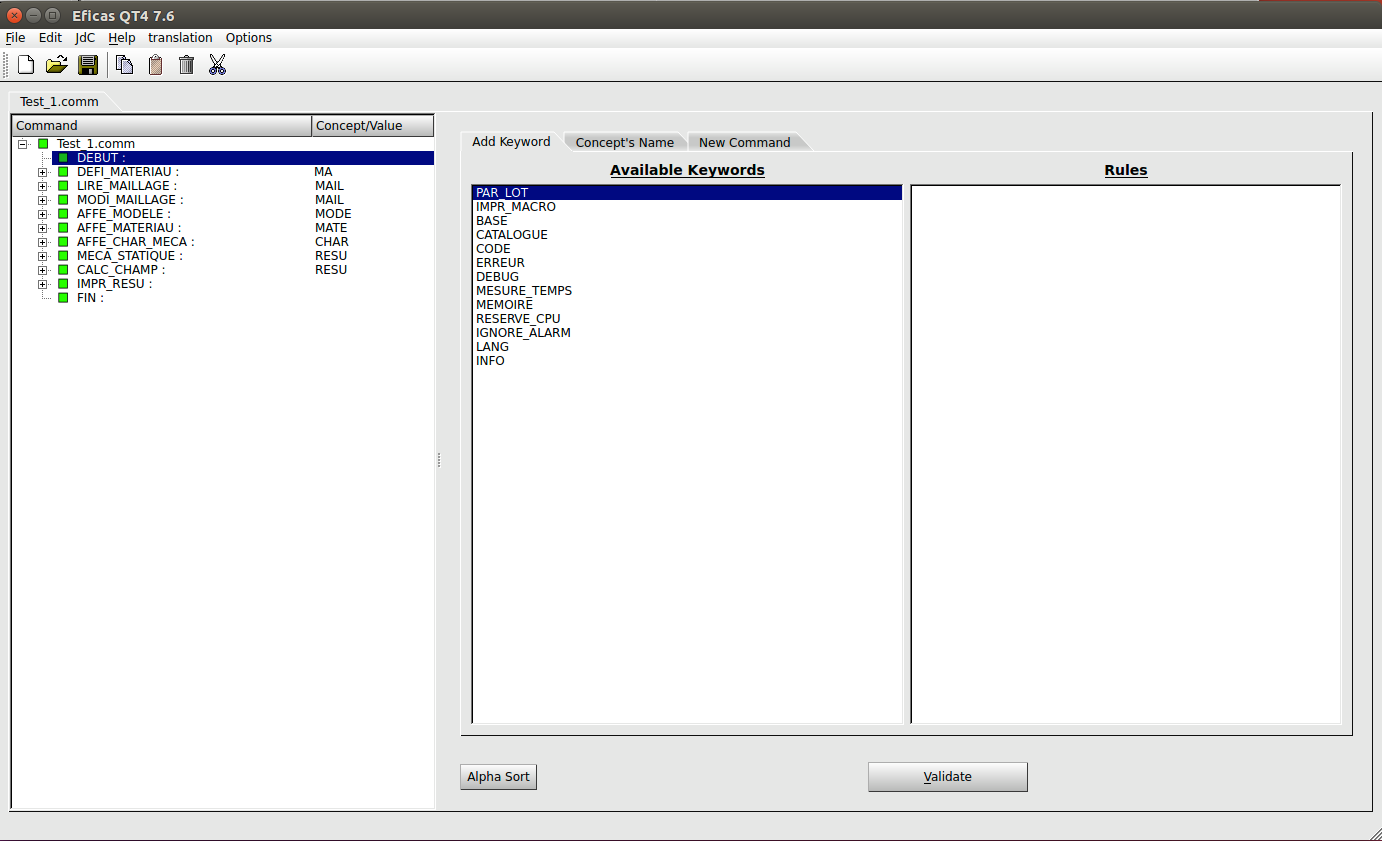 Eficas QT4 7.6
File Edit JdC Help translation Options
Test_1.comm
Command Concept/Value
Test_1.comm
DEBUT :
DEFI_MATERIAU : MA
LIRE_MAILLAGE : MAIL
MODI_MAILLAGE : MAIL
AFFE_MODELE : MODE
AFFE_MATERIAU : MATE
AFFE_CHAR_MECA : CHAR
MECA_STATIQUE : RESU
CALC_CHAMP : RESU
IMPR_RESU :
FIN :
Add Keyword Concept's Name New Command
Available Keywords
PAR_LOT
IMPR_MACRO
BASE
CATALOGUE
CODE
ERREUR
DEBUG
MESURE_TEMPS
MEMOIRE
RESERVE_CPU
IGNORE_ALARM
LANG
INFO
Rules
Alpha Sort
Validate